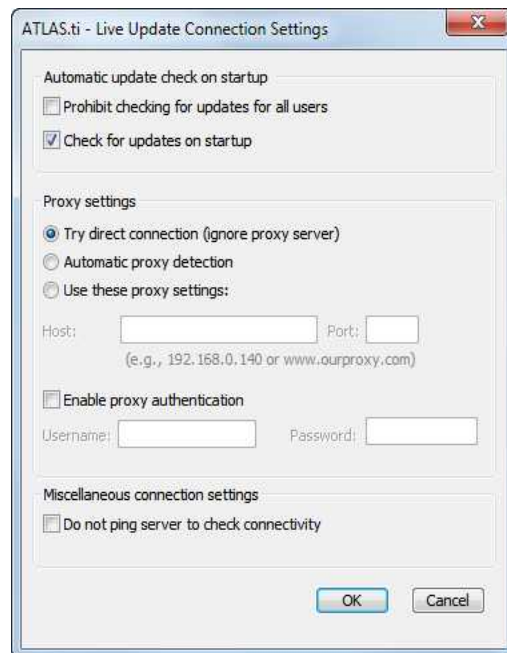 ATLAS.ti - Live Update Connection Settings
Automatic update check on startup
Prohibit checking for updates for all users
Check for updates on startup
Proxy settings
Try direct connection (ignore proxy server)
Automatic proxy detection
Use these proxy settings:
Host: Port:
(e.g., 192.168.0.140 or www.ourproxy.com)
Enable proxy authentication
Username: Password:
Miscellaneous connection settings
Do not ping server to check connectivity
OK Cancel